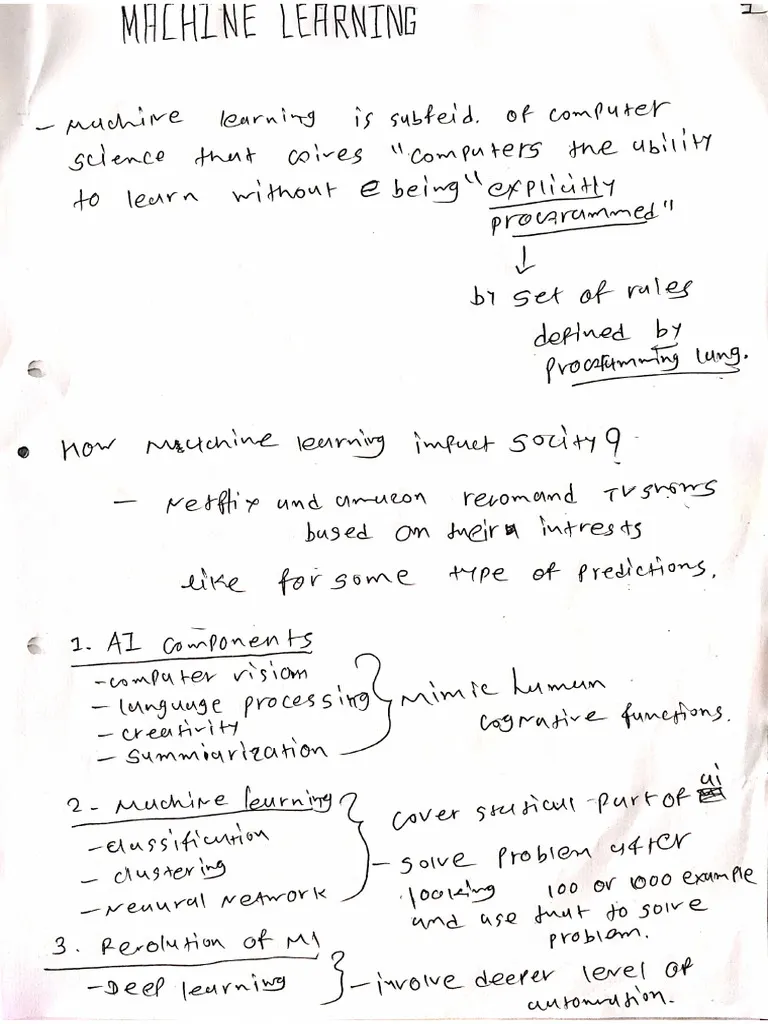 1
MACHINE LEARNING
- Machine learning is subfeid. of computer
science that gives "computers the ability
to learn without being "explicitly
programmed"
↓
by set of rules
defined by
programming lang.
• How Machine learning impact socity?
- Netflix and amazon recomand TV shows
based on their intrests
like for some type of predictions.
1. AI Components
- computer vision
- language processing
- creativity
- summiarization
mimic human
cognative functions.
2 - Machine learning
- classification
- clustering
- Neuural Network
cover statical part of ai
- solve problem after
looking 100 or 1000 example
and use that to solve
problem.
3. Revolution of ML
- Deep learning
- involve deeper level of
automation.